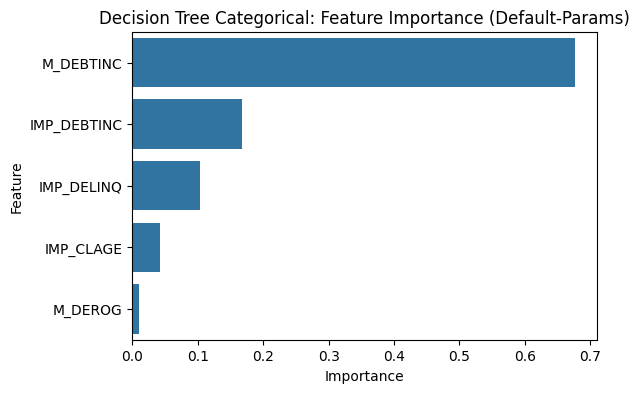 Decision Tree Categorical: Feature Importance (Default-Params)
Feature
M_DEBTINC
IMP_DEBTINC
IMP_DELINQ
IMP_CLAGE
M_DEROG
0.0 0.1 0.2 0.3 0.4 0.5 0.6 0.7
Importance